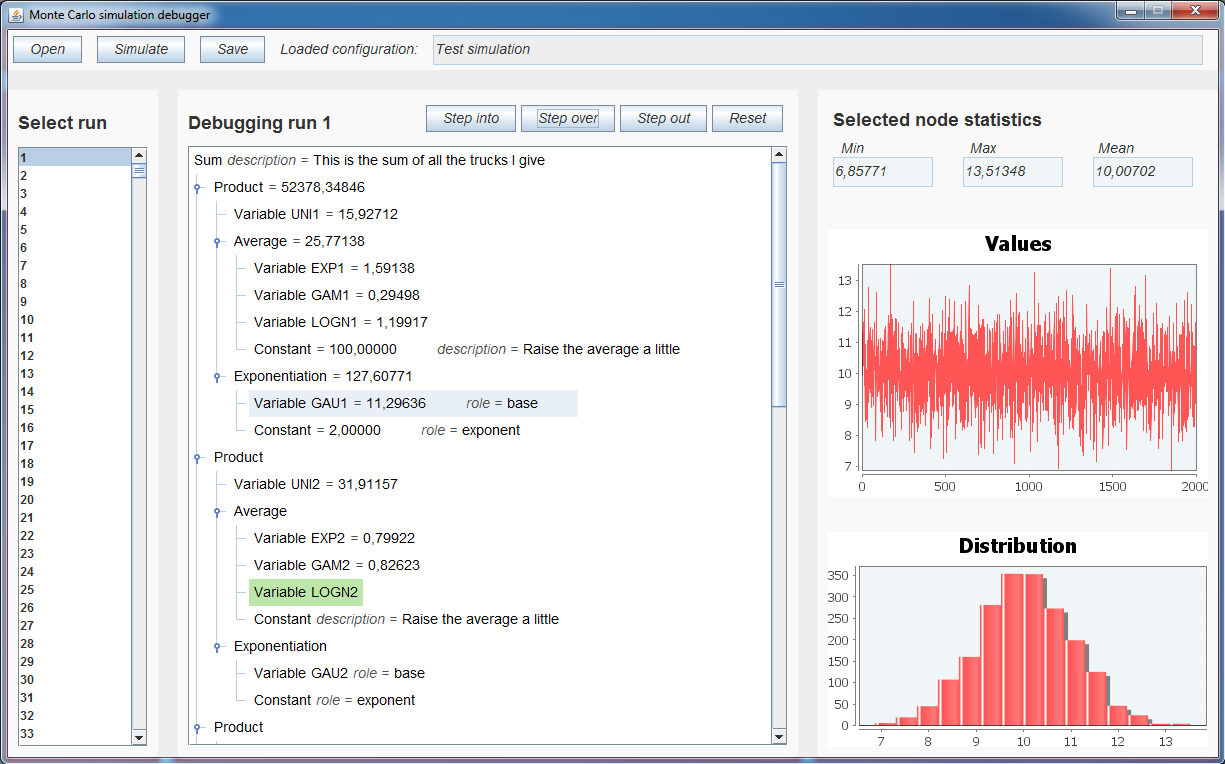 Monte Carlo simulation debugger
Open Simulate Save Loaded configuration: Test simulation
Select run
1
2
3
4
5
6
7
8
9
10
11
12
13
14
15
16
17
18
19
20
21
22
23
24
25
26
27
28
29
30
31
32
33
Debugging run 1 Step into Step over Step out Reset
Sum description = This is the sum of all the trucks I give
Product = 52378,34846
Variable UNI1 = 15,92712
Average = 25,77138
Variable EXP1 = 1,59138
Variable GAM1 = 0,29498
Variable LOGN1 = 1,19917
Constant = 100,00000 description = Raise the average a little
Exponentiation = 127,60771
Variable GAU1 = 11,29636 role = base
Constant = 2,00000 role = exponent
Product
Variable UNI2 = 31,91157
Average
Variable EXP2 = 0,79922
Variable GAM2 = 0,82623
Variable LOGN2
Constant description = Raise the average a little
Exponentiation
Variable GAU2 role = base
Constant role = exponent
Product
Selected node statistics
Min Max Mean
6,85771 13,51348 10,00702
Values
13
12
11
10
9
8
7
0 500 1000 1500 2000
Distribution
350
300
250
200
150
100
50
0
7 8 9 10 11 12 13